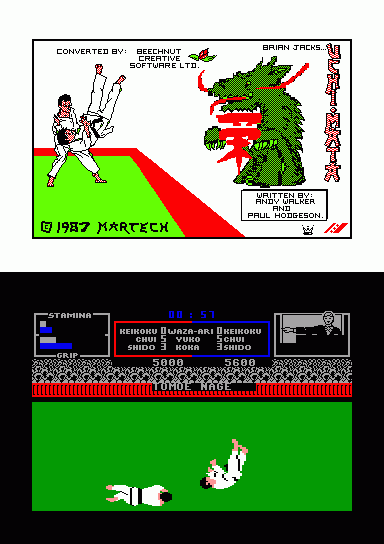 CONVERTED BY: BEECHNUT
CREATIVE
SOFTWARE LTD.
BRIAN JACKS...
UCHI·MATA
WRITTEN BY:
ANDY WALKER
AND
PAUL HODGESON.
© 1987 MARTECH
STAMINA
GRIP
00:57
KEIKOKU 0 WAZA-ARI 0 KEIKOKU
CHUI 5 YUKO 5 CHUI
SHIDO 3 KOKA 3 SHIDO
5000 5600
TOMOE NAGE